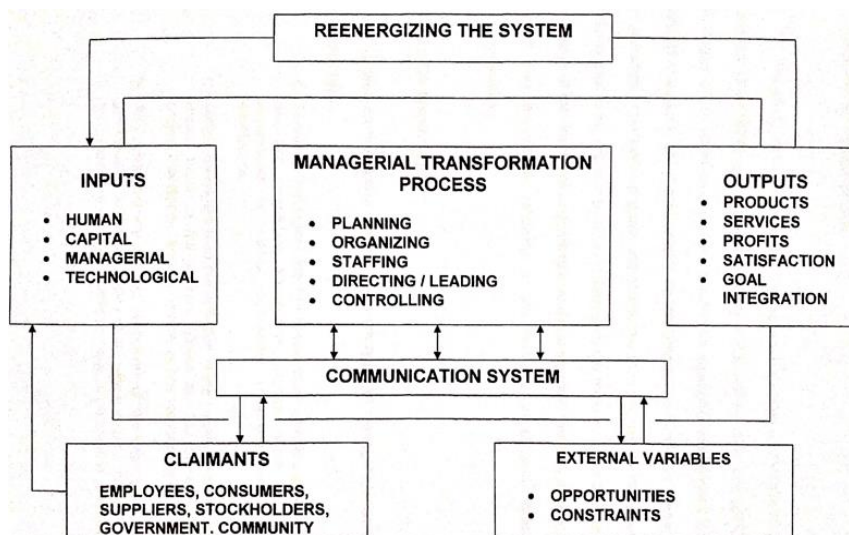 REENERGIZING THE SYSTEM
INPUTS
• HUMAN
• CAPITAL
• MANAGERIAL
• TECHNOLOGICAL
MANAGERIAL TRANSFORMATION
PROCESS
• PLANNING
• ORGANIZING
• STAFFING
• DIRECTING / LEADING
• CONTROLLING
OUTPUTS
• PRODUCTS
• SERVICES
• PROFITS
• SATISFACTION
• GOAL
INTEGRATION
COMMUNICATION SYSTEM
CLAIMANTS
EMPLOYEES, CONSUMERS,
SUPPLIERS, STOCKHOLDERS,
GOVERNMENT, COMMUNITY
EXTERNAL VARIABLES
• OPPORTUNITIES
• CONSTRAINTS